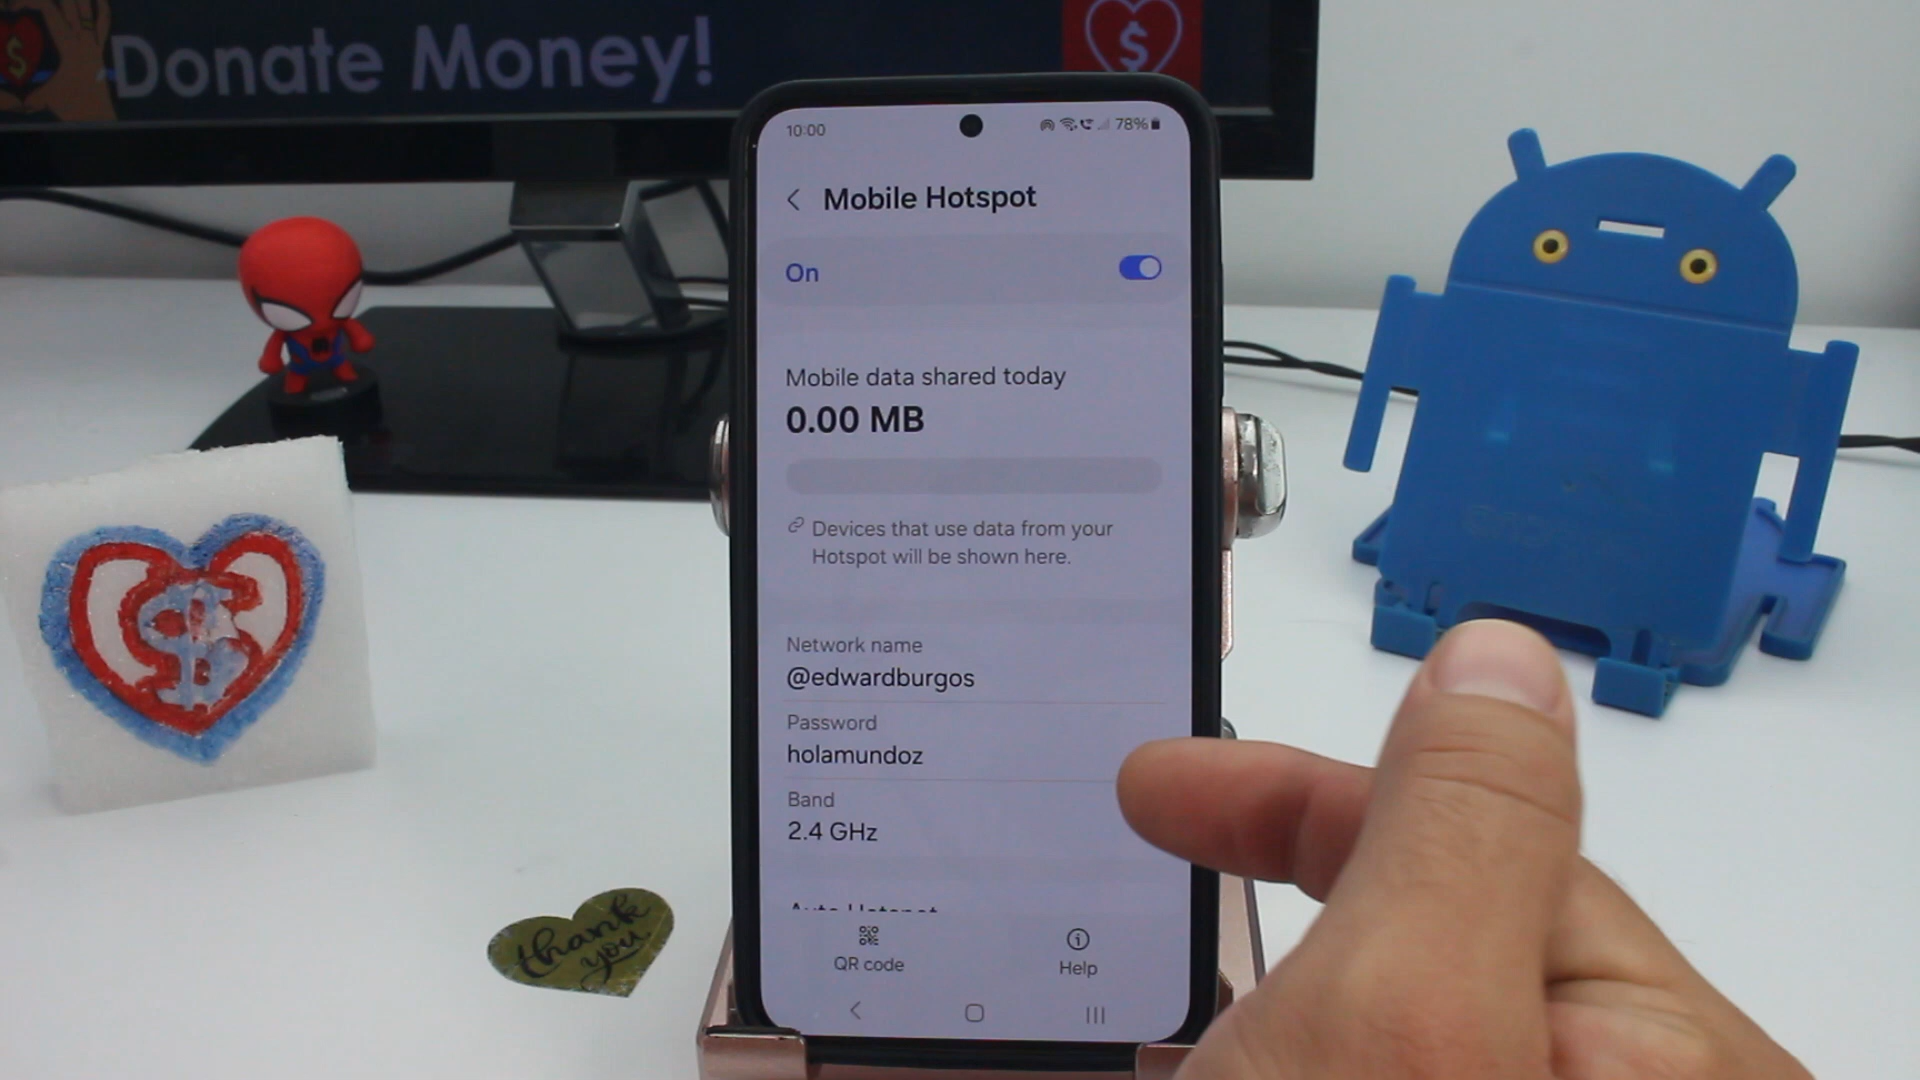 Donate Money!
$
$
10:00
78%
Mobile Hotspot
On
Mobile data shared today
0.00 MB
Devices that use data from your
Hotspot will be shown here.
Network name
@edwardburgos
Password
holamundoz
Band
2.4 GHz
Auto Hotspot
QR code
Help
$
thank
you